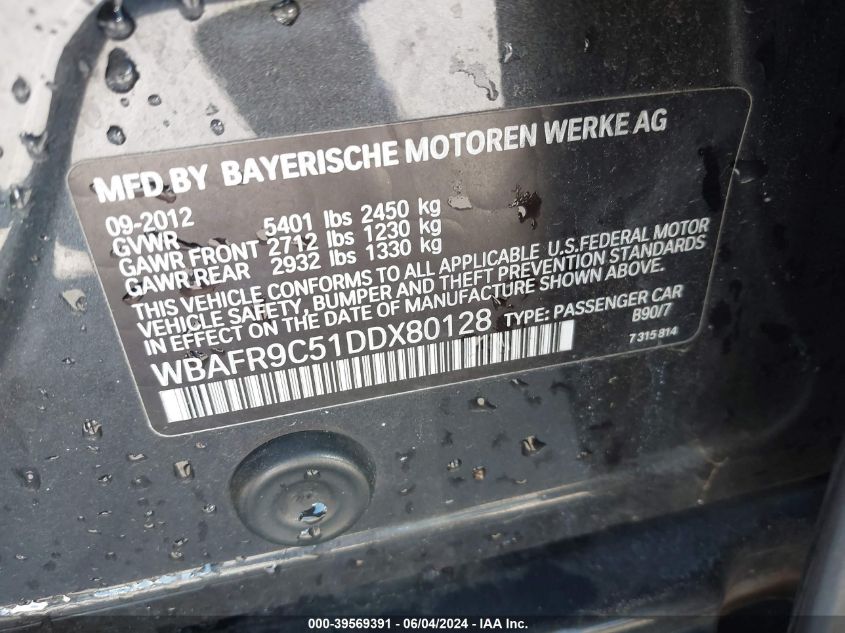 MFD BY BAYERISCHE MOTOREN WERKE AG
09-2012
GVWR 5401 lbs 2450 kg
GAWR FRONT 2712 lbs 1230 kg
GAWR REAR 2932 lbs 1330 kg
THIS VEHICLE CONFORMS TO ALL APPLICABLE U.S.FEDERAL MOTOR
VEHICLE SAFETY, BUMPER AND THEFT PREVENTION STANDARDS
IN EFFECT ON THE DATE OF MANUFACTURE SHOWN ABOVE.
WBAFR9C51DDX80128 TYPE: PASSENGER CAR
B90/7
7 315 814
000-39569391 - 06/04/2024 - IAA Inc.